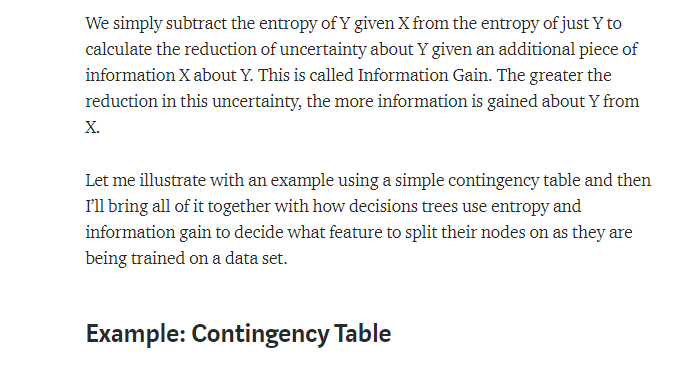 We simply subtract the entropy of Y given X from the entropy of just Y to
calculate the reduction of uncertainty about Y given an additional piece of
information X about Y. This is called Information Gain. The greater the
reduction in this uncertainty, the more information is gained about Y from
X.
Let me illustrate with an example using a simple contingency table and then
I’ll bring all of it together with how decisions trees use entropy and
information gain to decide what feature to split their nodes on as they are
being trained on a data set.
Example: Contingency Table